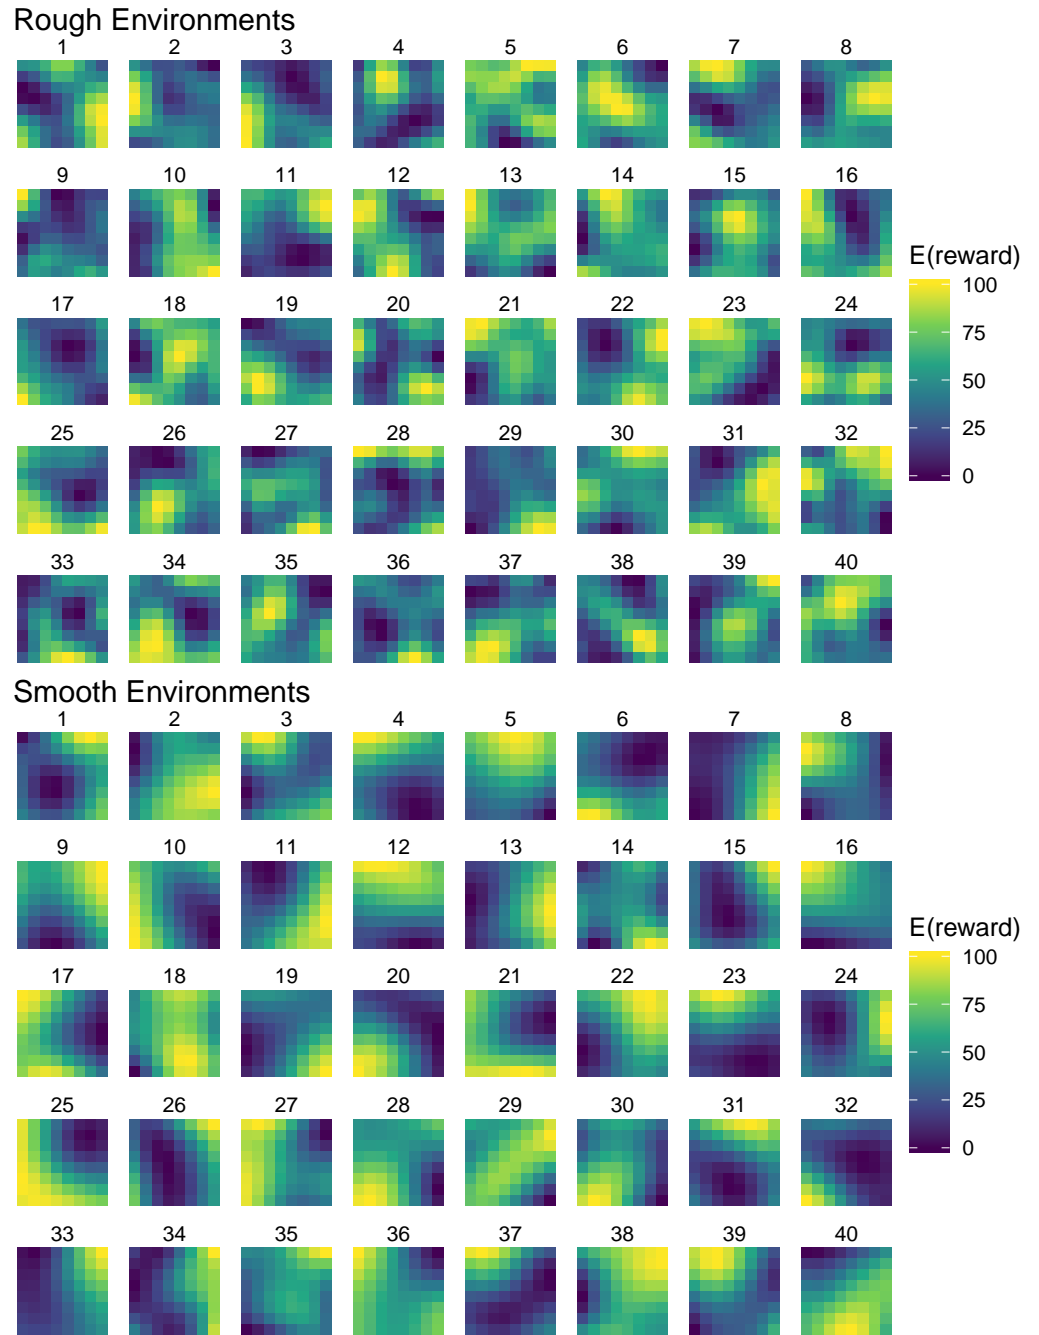 Rough Environments
1 2 3 4 5 6 7 8
9 10 11 12 13 14 15 16
17 18 19 20 21 22 23 24
25 26 27 28 29 30 31 32
33 34 35 36 37 38 39 40
E(reward)
100
75
50
25
0
Smooth Environments
1 2 3 4 5 6 7 8
9 10 11 12 13 14 15 16
17 18 19 20 21 22 23 24
25 26 27 28 29 30 31 32
33 34 35 36 37 38 39 40
E(reward)
100
75
50
25
0